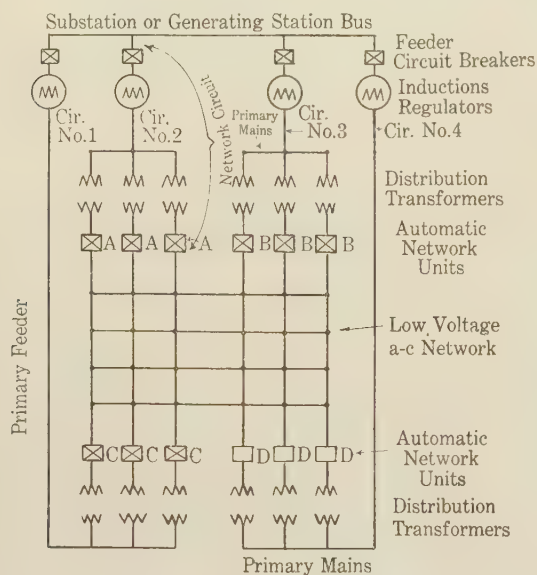 Substation or Generating Station Bus
Feeder
Circuit Breakers
Inductions
Regulators
Cir.
No.1
Cir.
No.2
Network Circuit
Primary
Mains
Cir.
No.3
Cir. No.4
Distribution
Transformers
A
A
A
B
B
B
Automatic
Network
Units
Primary Feeder
Low Voltage
a-c Network
C
C
C
D
D
D
Automatic
Network
Units
Distribution
Transformers
Primary Mains